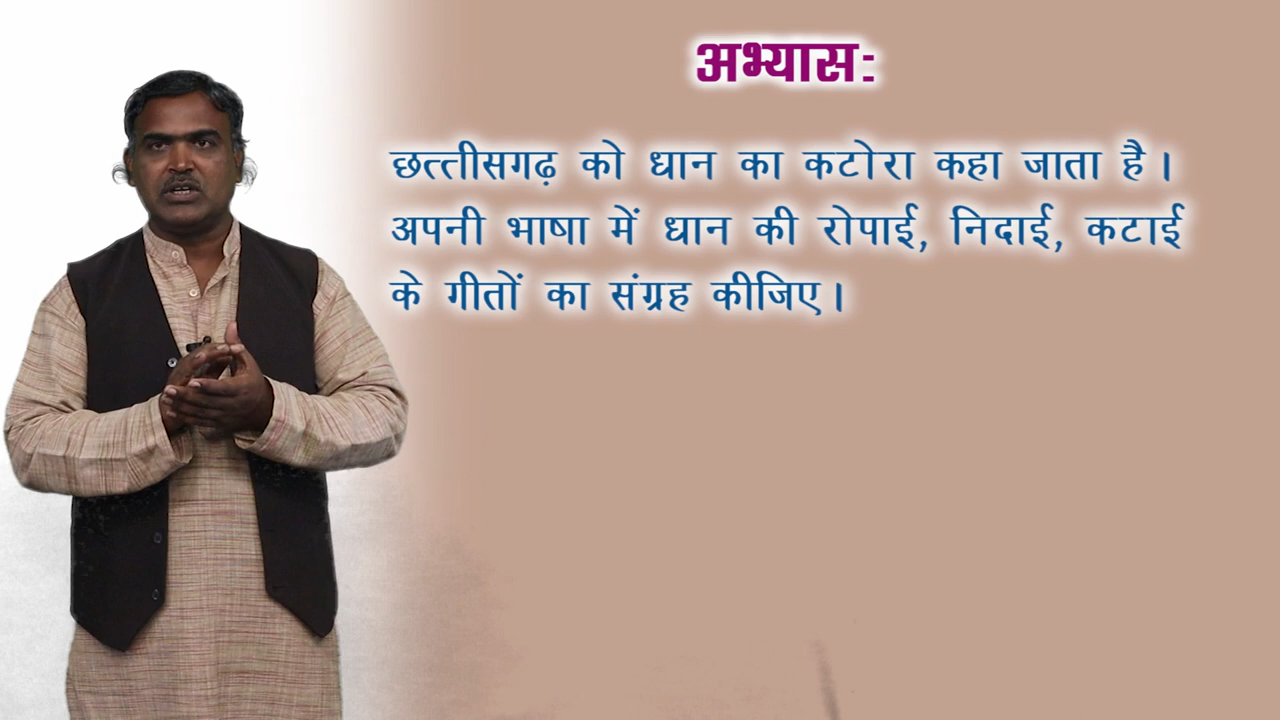 अभ्यासः
छत्तीसगढ़ को धान का कटोरा कहा जाता है।
अपनी भाषा में धान की रोपाई, निदाई, कटाई
के गीतों का संग्रह कीजिए।